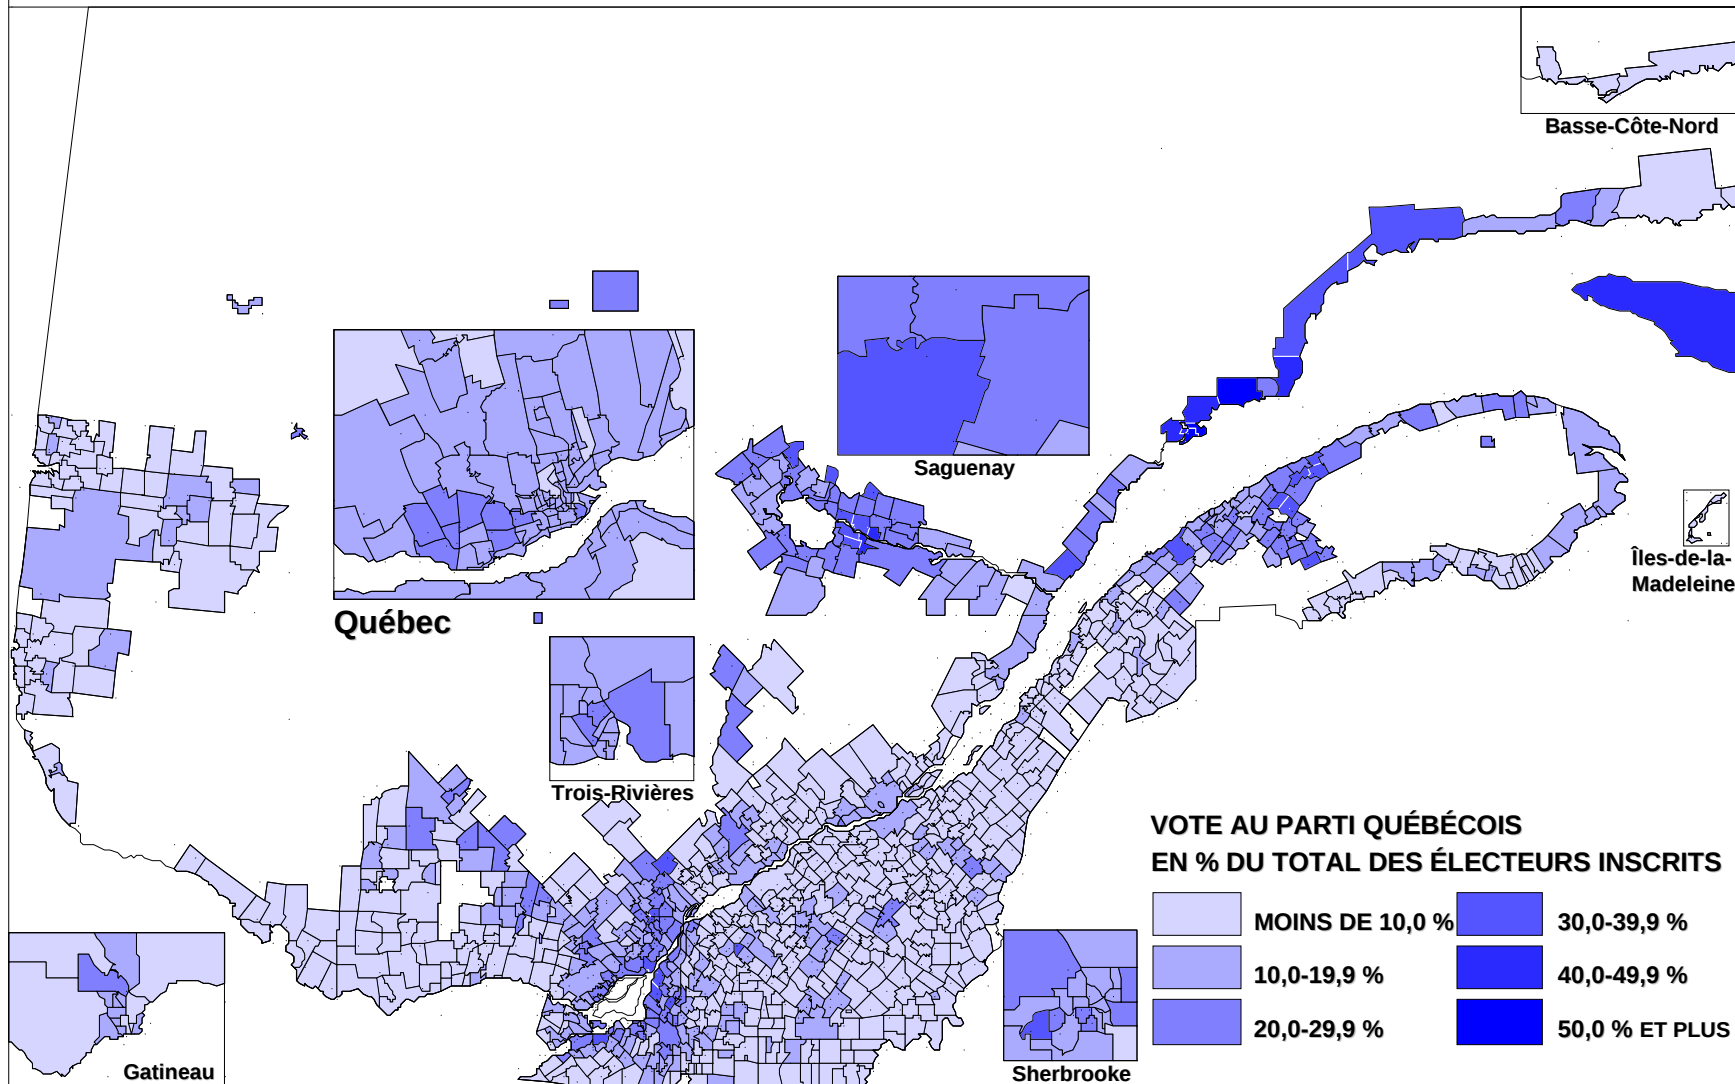 Basse-Côte-Nord
Saguenay
Îles-de-la-
Madeleine
Québec
Trois-Rivières
VOTE AU PARTI QUÉBÉCOIS
EN % DU TOTAL DES ÉLECTEURS INSCRITS
MOINS DE 10,0 %
30,0-39,9 %
10,0-19,9 %
40,0-49,9 %
20,0-29,9 %
50,0 % ET PLUS
Gatineau
Sherbrooke